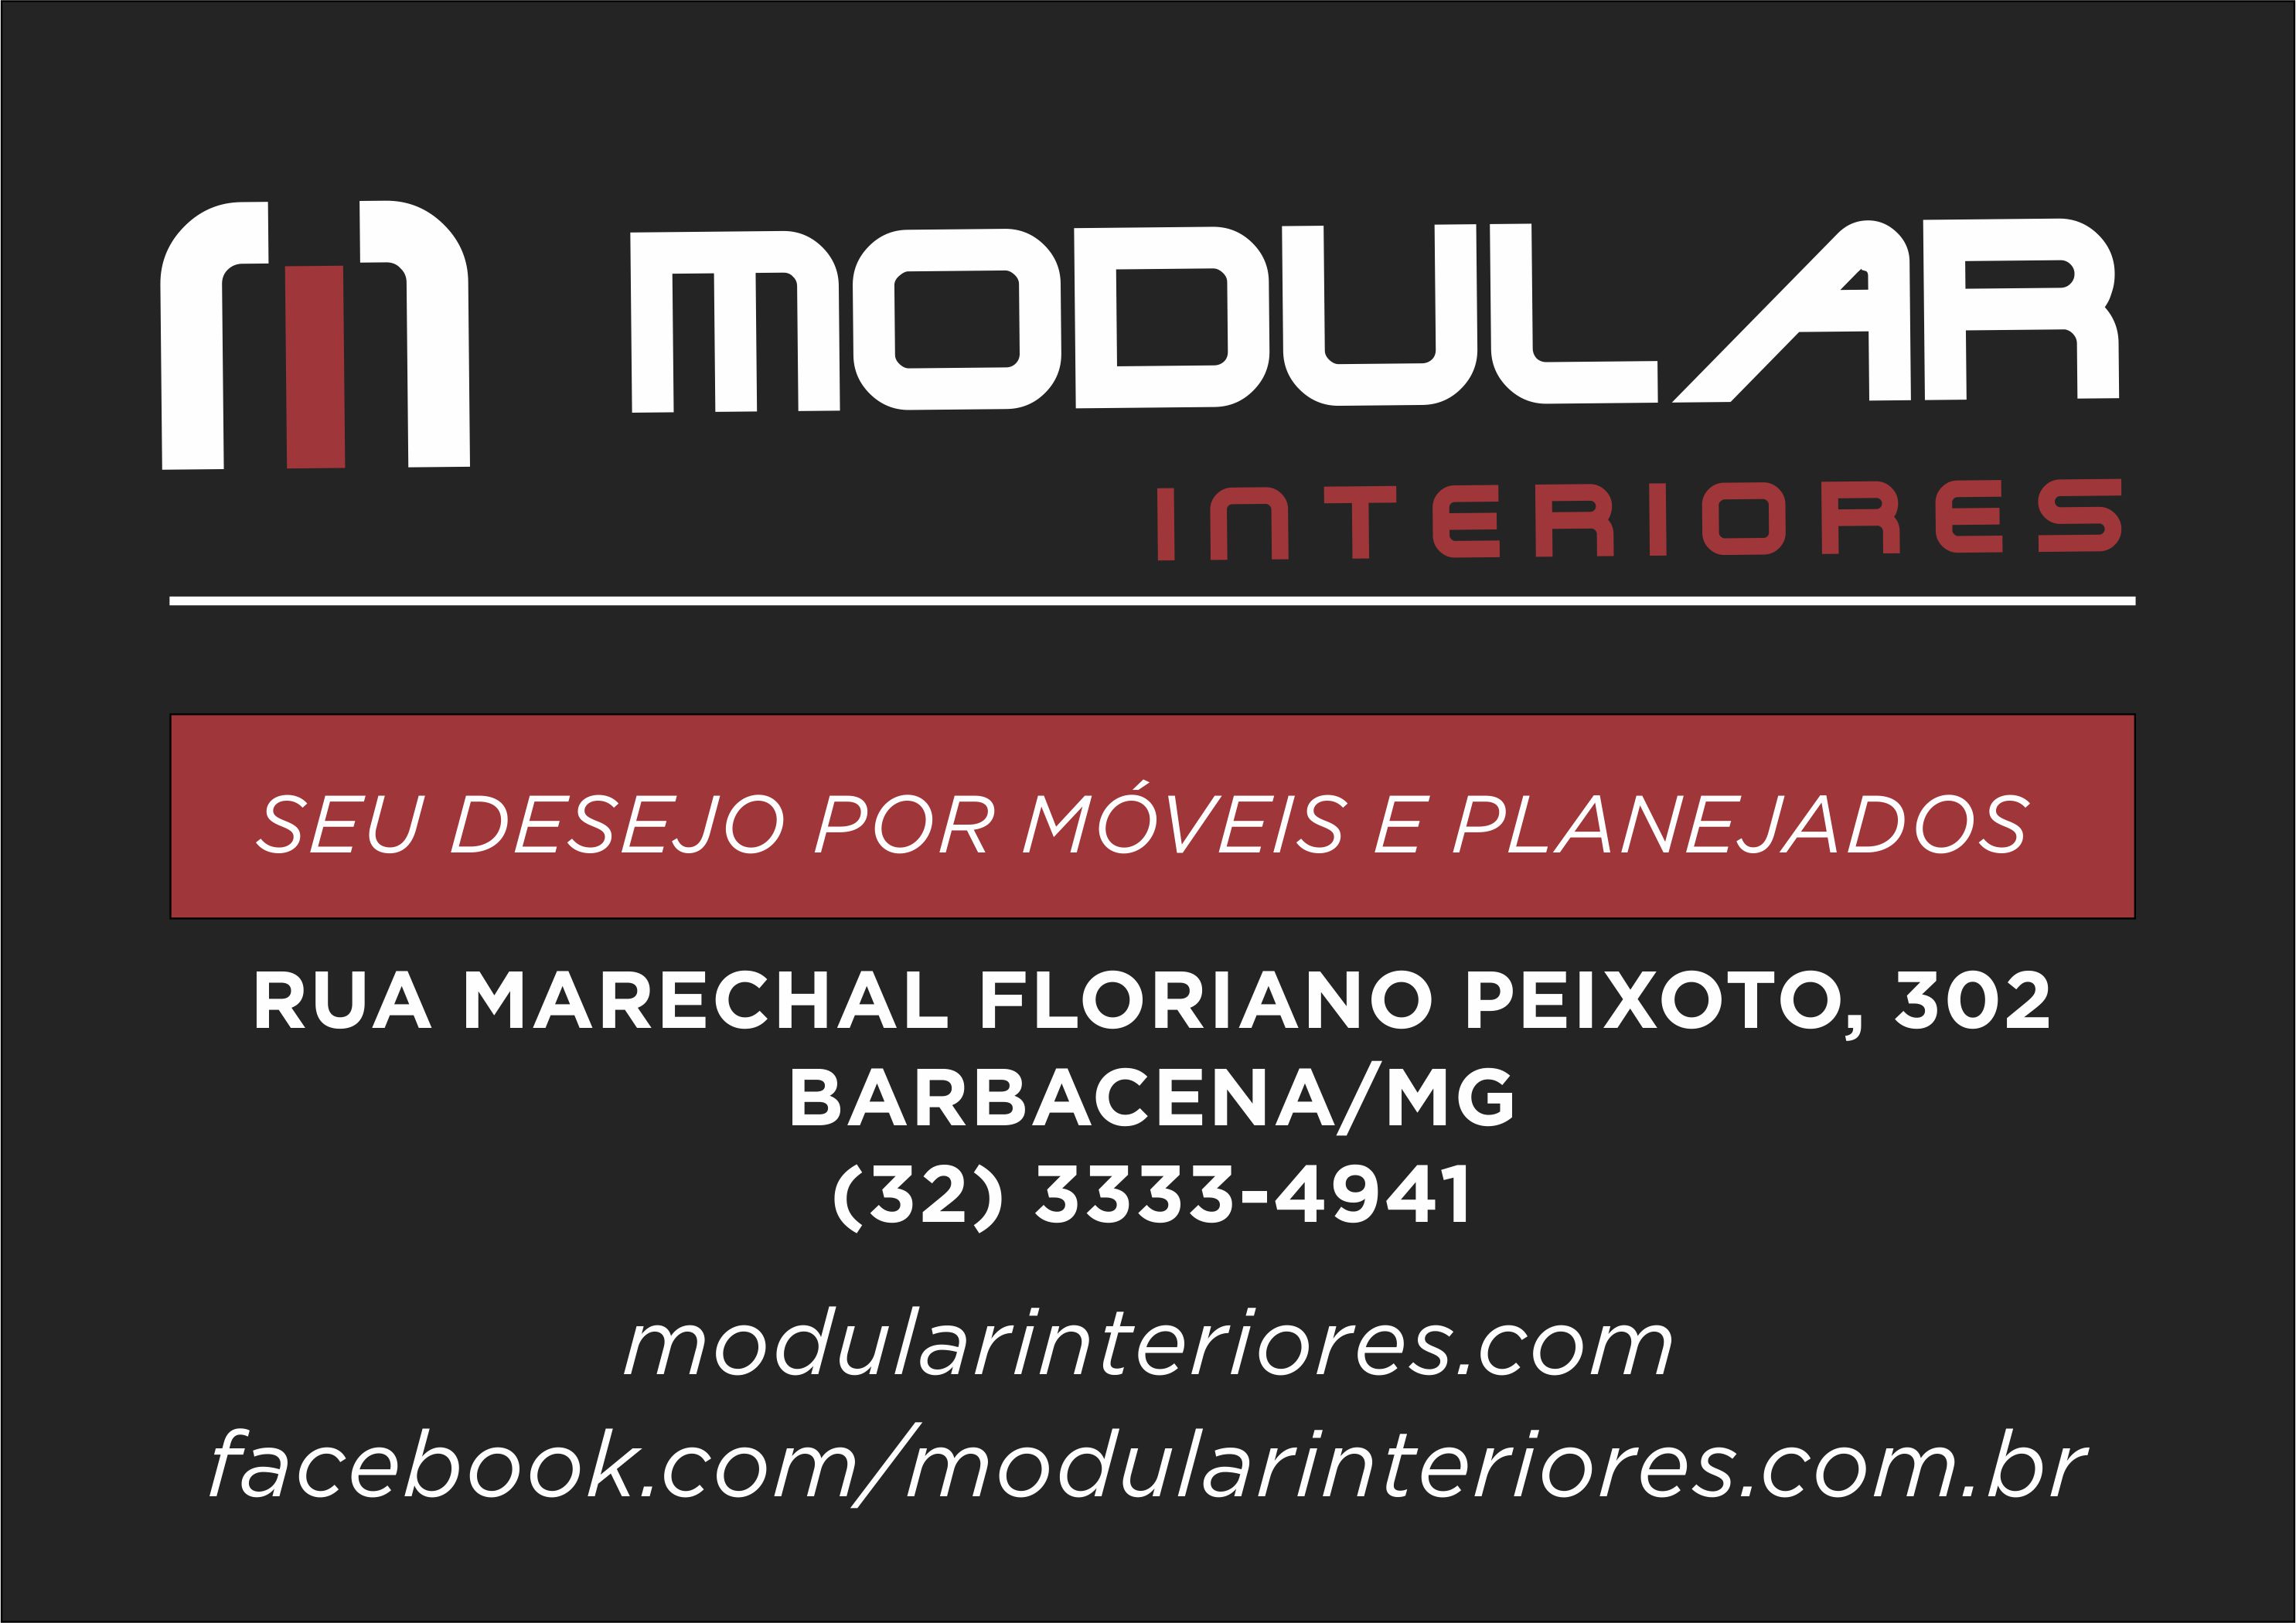 MODULAR
INTERIORES
SEU DESEJO POR MÓVEIS E PLANEJADOS
RUA MARECHAL FLORIANO PEIXOTO, 302
BARBACENA/MG
(32) 3333-4941
modularinteriores.com
facebook.com/modularinteriores.com.br